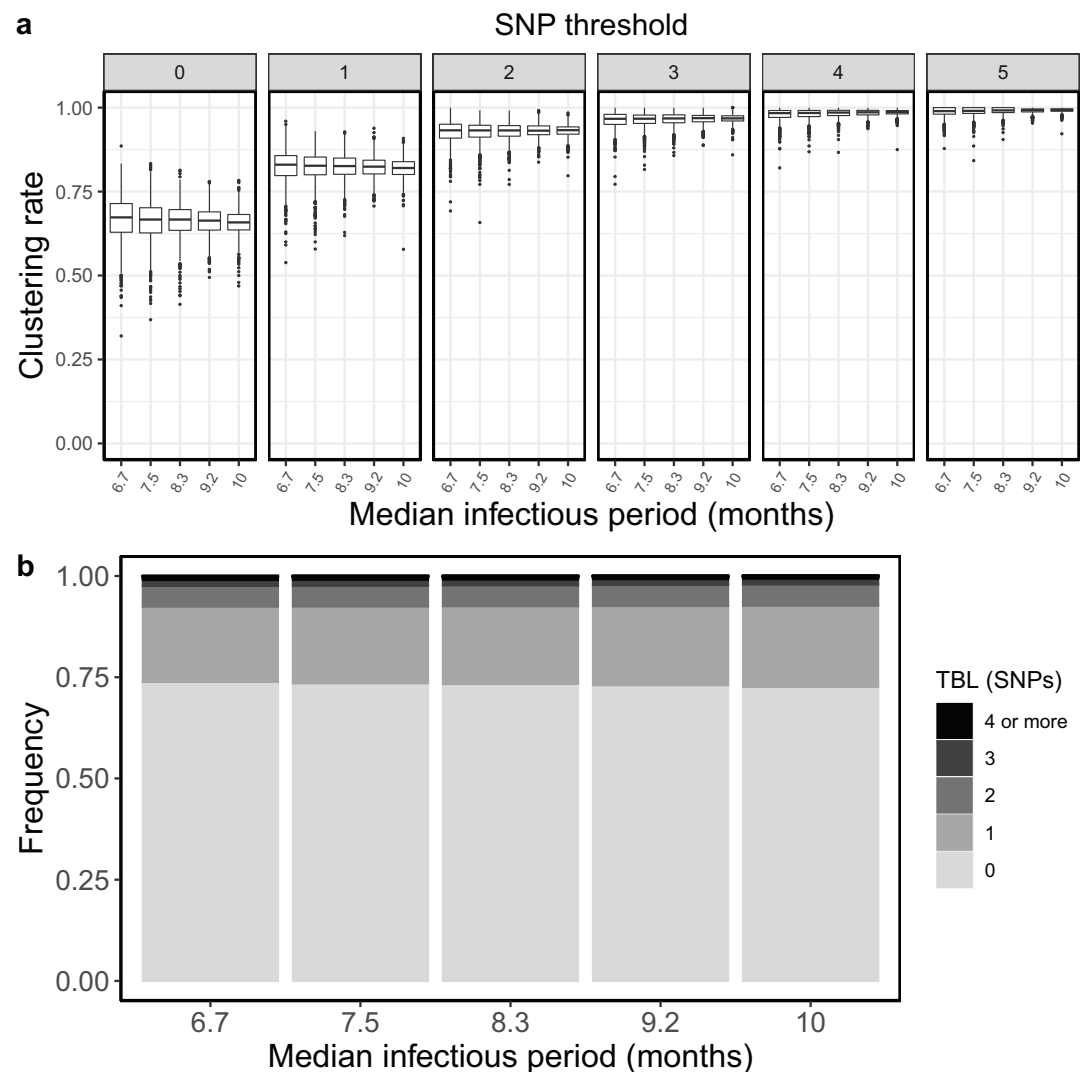 a
SNP threshold
0 1 2 3 4 5
Clustering rate
1.00
0.75
0.50
0.25
0.00
6.7 7.5 8.3 9.2 10 6.7 7.5 8.3 9.2 10 6.7 7.5 8.3 9.2 10 6.7 7.5 8.3 9.2 10 6.7 7.5 8.3 9.2 10 6.7 7.5 8.3 9.2 10
Median infectious period (months)
b
Frequency
1.00
0.75
0.50
0.25
0.00
6.7 7.5 8.3 9.2 10
Median infectious period (months)
TBL (SNPs)
4 or more
3
2
1
0